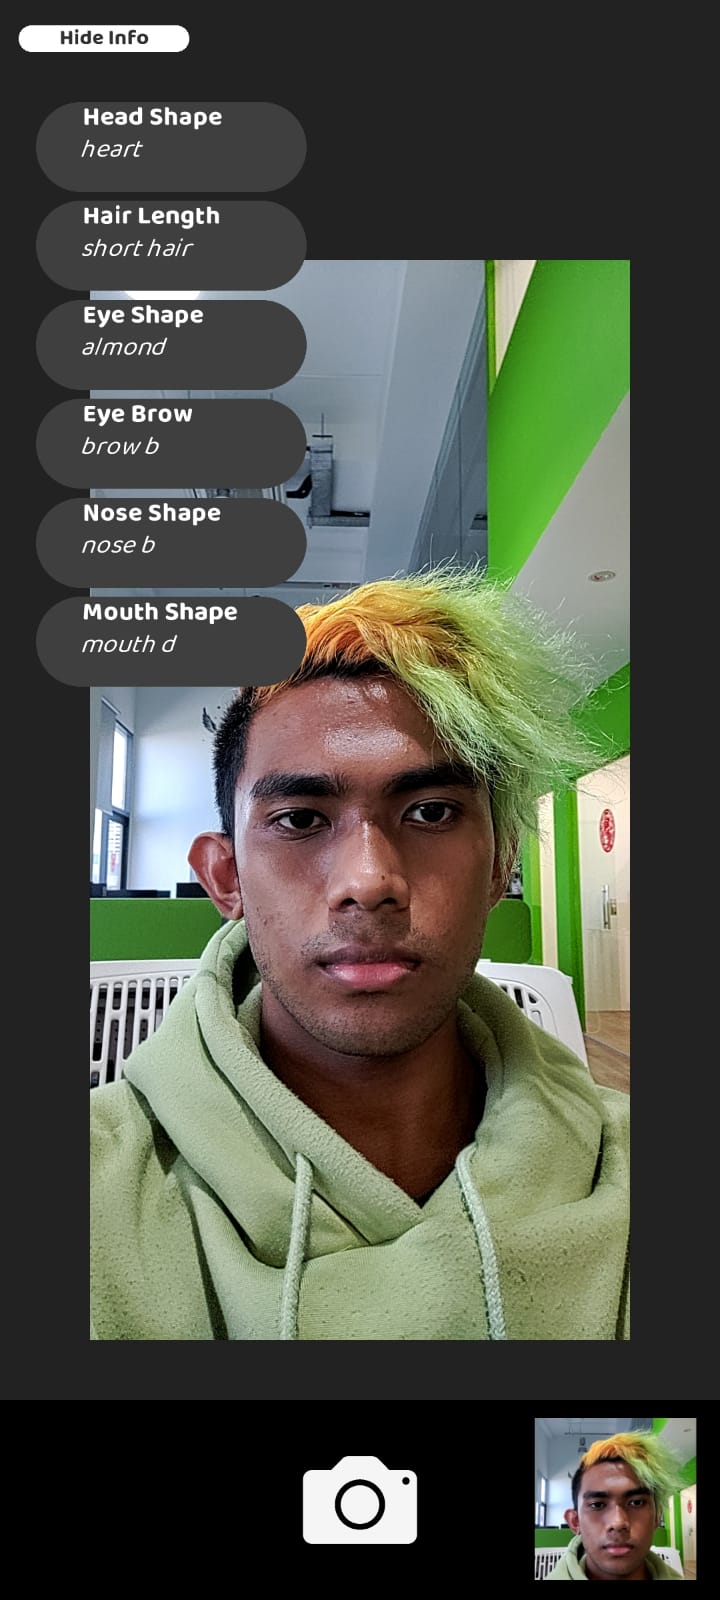 Hide Info
Head Shape
heart
Hair Length
short hair
Eye Shape
almond
Eye Brow
brow b
Nose Shape
nose b
Mouth Shape
mouth d